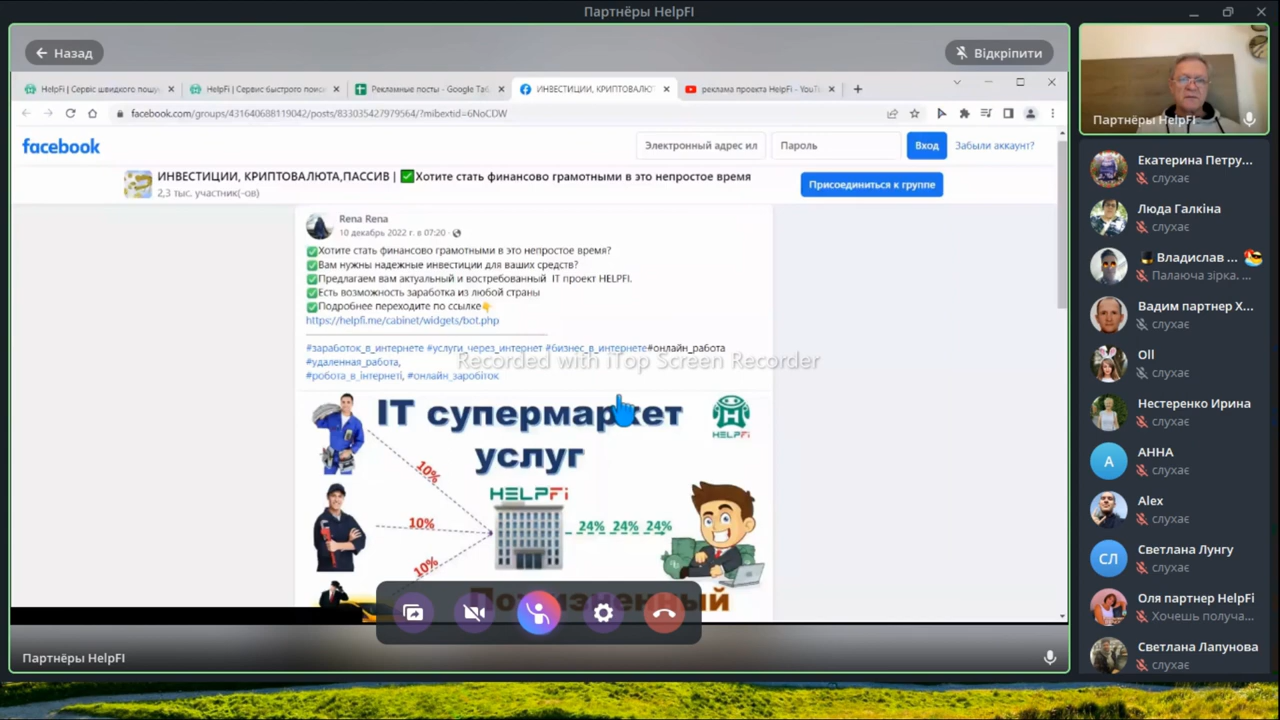 Партнёры HelpFI
Назад
Відкріпити
HelpFi | Сервіс швидкого пошу
HelpFi | Сервис быстрого поис
Рекламные посты - Google Та
ИНВЕСТИЦИИ, КРИПТОВАЛЮТ
реклама проекта HelpFi - YouT
facebook.com/groups/431640688119042/posts/833035427979564/?mibextid=6NoCDW
facebook
Электронный адрес ил
Пароль
Вход
Забыли аккаунт?
ИНВЕСТИЦИИ, КРИПТОВАЛЮТА,ПАССИВ | ✅Хотите стать финансово грамотными в это непростое время
2,3 тыс. участник(-ов)
Присоединиться к группе
Rena Rena
10 декабрь 2022 г. в 07:20 ·
✅Хотите стать финансово грамотными в это непростое время?
✅Вам нужны надежные инвестиции для ваших средств?
✅Предлагаем вам актуальный и востребованный IT проект HELPFI.
✅Есть возможность заработка из любой страны
✅Подробнее переходите по ссылке👇
https://helpfi.me/cabinet/widgets/bot.php
#заработок_в_интернете #услуги_через_интернет #бизнес_в_интернете#онлайн_работа
#удаленная_работа,
#робота_в_інтернеті, #онлайн_заробіток
Recorded with iTop Screen Recorder
IT супермаркет
услуг
HELPFi
HELPFi
10%
10%
10%
24% 24% 24%
Партнёры HelpFI
Партнёры HelpFI
Екатерина Петру...
слухає
Люда Галкіна
слухає
Владислав ...
Палаюча зірка. ...
Вадим партнер Х...
слухає
Oll
слухає
Нестеренко Ирина
слухає
А
АННА
слухає
Alex
слухає
СЛ
Светлана Лунгу
слухає
Оля партнер HelpFi
Хочешь получа...
Светлана Лапунова
слухає